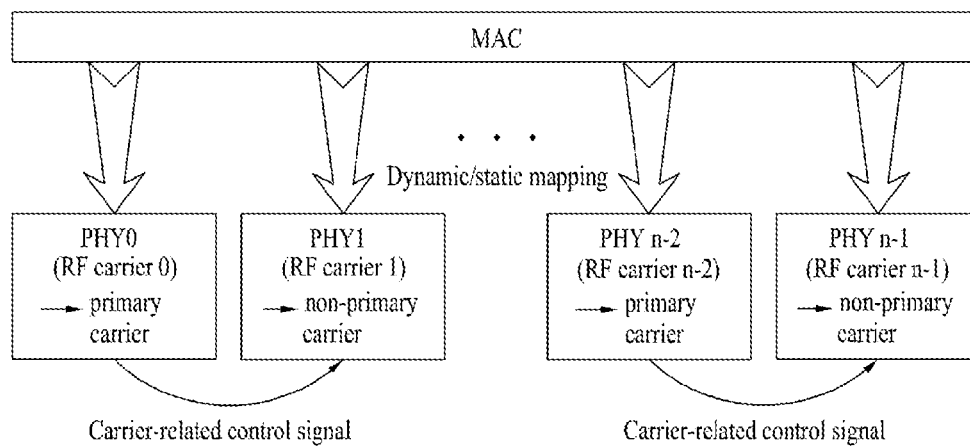 MAC
. . .
Dynamic/static mapping
PHY0
(RF carrier 0)
primary
carrier
PHY1
(RF carrier 1)
non-primary
carrier
PHY n-2
(RF carrier n-2)
primary
carrier
PHY n-1
(RF carrier n-1)
non-primary
carrier
Carrier-related control signal
Carrier-related control signal